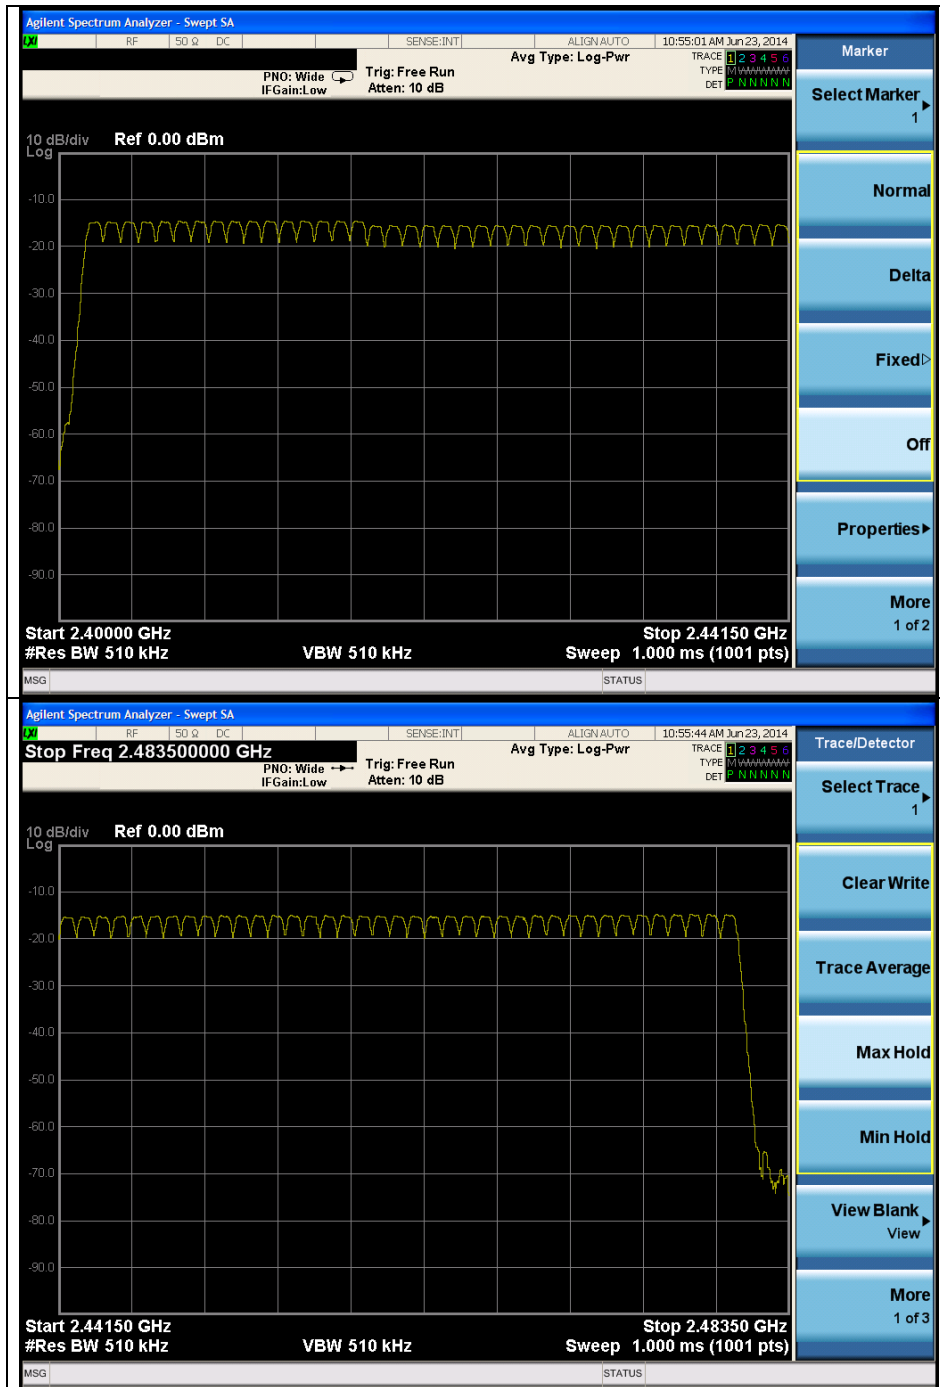 Agilent Spectrum Analyzer - Swept SA
LXI RF 50 Ω DC SENSE:INT ALIGN AUTO 10:55:01 AM Jun 23, 2014
Avg Type: Log-Pwr TRACE 1 2 3 4 5 6
PNO: Wide Trig: Free Run TYPE M W W W W W
IFGain:Low Atten: 10 dB DET P N N N N N
10 dB/div Ref 0.00 dBm
Log
-10.0
-20.0
-30.0
-40.0
-50.0
-60.0
-70.0
-80.0
-90.0
Start 2.40000 GHz Stop 2.44150 GHz
#Res BW 510 kHz VBW 510 kHz Sweep 1.000 ms (1001 pts)
MSG STATUS
Marker
Select Marker
1
Normal
Delta
Fixed
Off
Properties
More
1 of 2
Agilent Spectrum Analyzer - Swept SA
LXI RF 50 Ω DC SENSE:INT ALIGN AUTO 10:55:44 AM Jun 23, 2014
Stop Freq 2.483500000 GHz Avg Type: Log-Pwr TRACE 1 2 3 4 5 6
PNO: Wide Trig: Free Run TYPE M W W W W W
IFGain:Low Atten: 10 dB DET P N N N N N
10 dB/div Ref 0.00 dBm
Log
-10.0
-20.0
-30.0
-40.0
-50.0
-60.0
-70.0
-80.0
-90.0
Start 2.44150 GHz Stop 2.48350 GHz
#Res BW 510 kHz VBW 510 kHz Sweep 1.000 ms (1001 pts)
MSG STATUS
Trace/Detector
Select Trace
1
Clear Write
Trace Average
Max Hold
Min Hold
View Blank
View
More
1 of 3